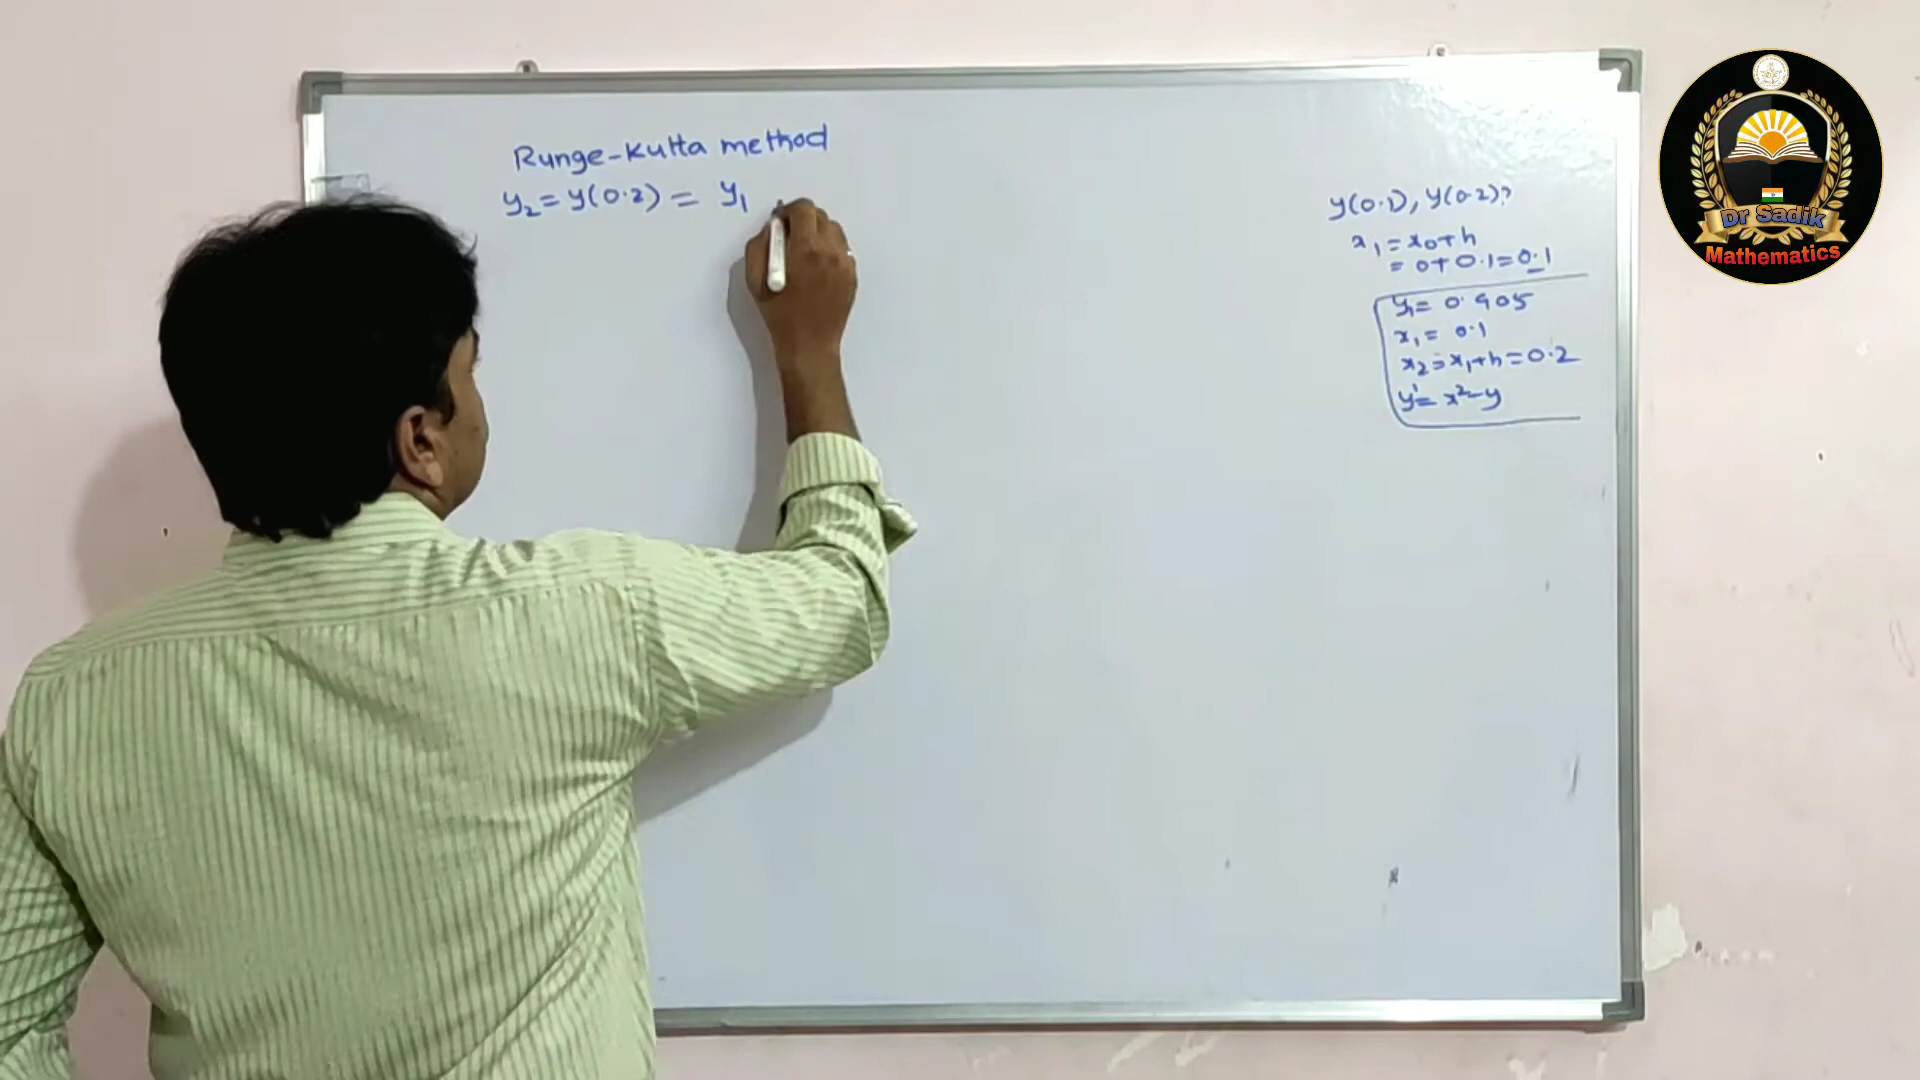 Runge-Kutta method
y₂ = y(0.2) = y₁
y(0.1), y(0.2)?
x₁ = x₀+h
= 0+0.1=0.1
y₁= 0.905
x₁= 0.1
x₂= x₁+h=0.2
y'= x²-y
Dr Sadik
Mathematics